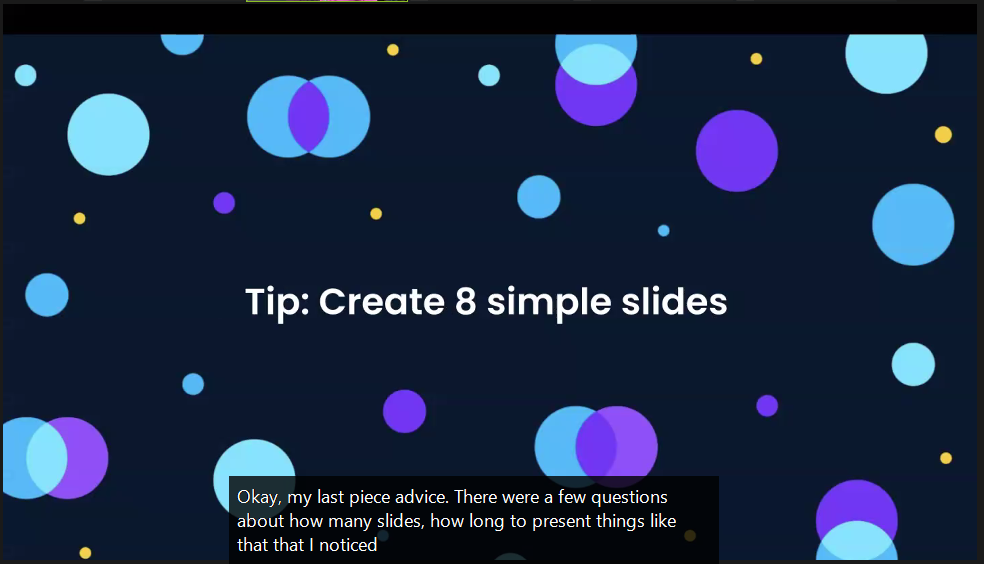 Tip: Create 8 simple slides
Okay, my last piece advice. There were a few questions
about how many slides, how long to present things like
that that I noticed